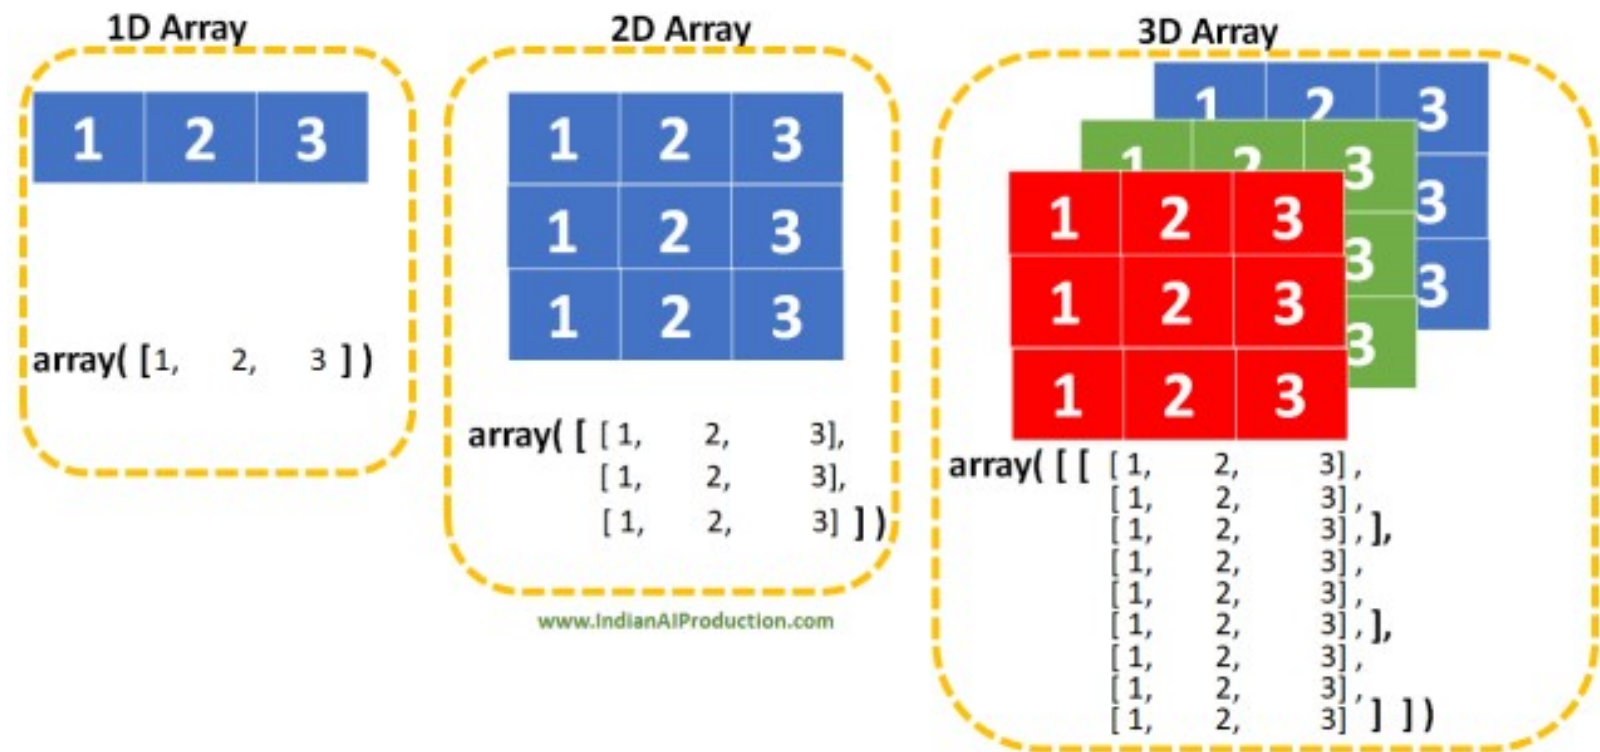 1D Array
1 2 3
array( [1, 2, 3 ] )
2D Array
1 2 3
1 2 3
1 2 3
array( [ [ 1, 2, 3],
[ 1, 2, 3],
[ 1, 2, 3] ] )
www.IndianAIProduction.com
3D Array
1 2 3
3
3
1 2 3
3
3
1 2 3
1 2 3
1 2 3
array( [ [ [ 1, 2, 3] ,
[ 1, 2, 3] ,
[ 1, 2, 3] , ],
[ 1, 2, 3] ,
[ 1, 2, 3] ,
[ 1, 2, 3] , ],
[ 1, 2, 3] ,
[ 1, 2, 3] ,
[ 1, 2, 3] ] ] )